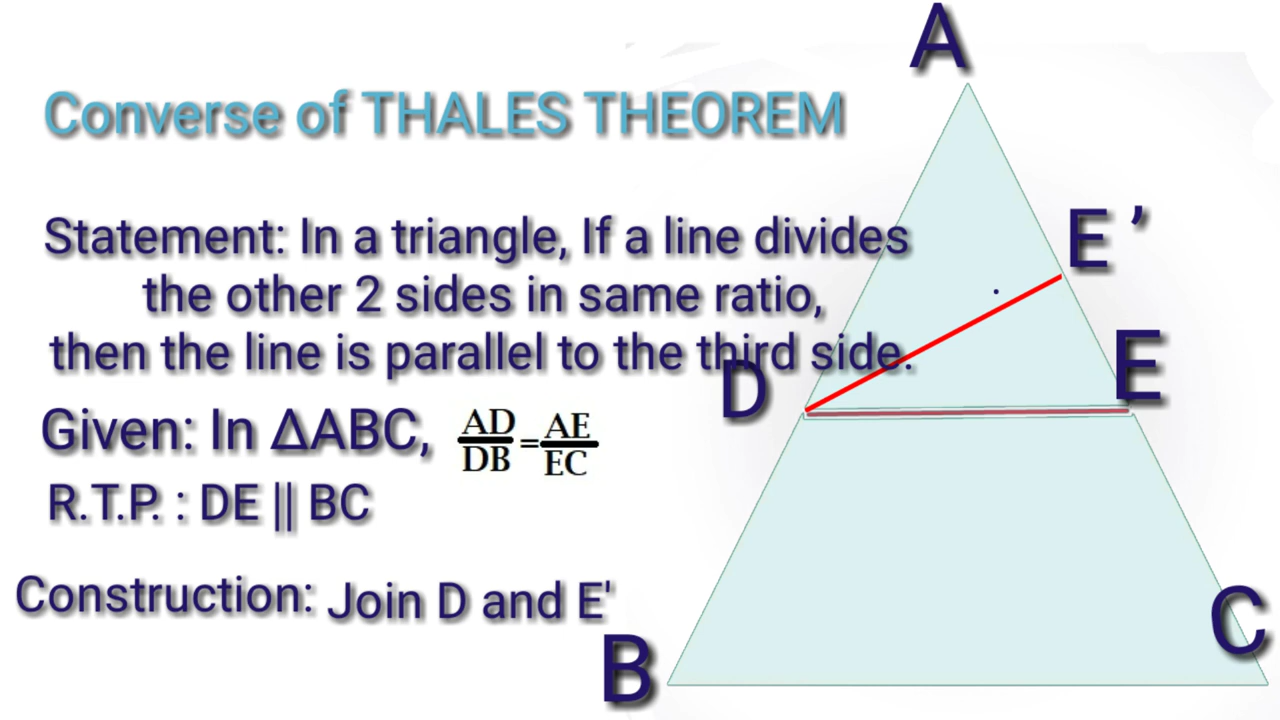 Converse of THALES THEOREM
Statement: In a triangle, If a line divides
the other 2 sides in same ratio,
then the line is parallel to the third side.
Given: In ΔABC, AD/DB = AE/EC
R.T.P. : DE || BC
Construction: Join D and E'
A
E ’
D
E
B
C